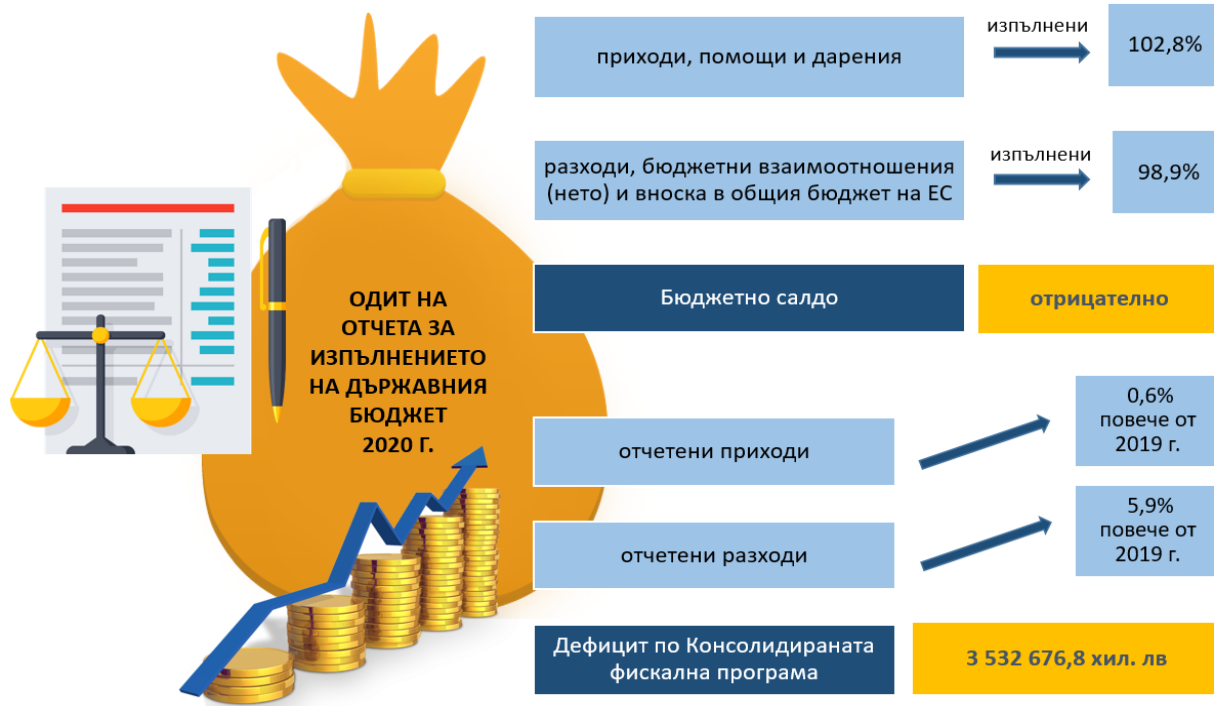 ОДИТ НА
ОТЧЕТА ЗА
ИЗПЪЛНЕНИЕТО
НА ДЪРЖАВНИЯ
БЮДЖЕТ
2020 Г.
приходи, помощи и дарения
изпълнени
102,8%
разходи, бюджетни взаимоотношения
(нето) и вноска в общия бюджет на ЕС
изпълнени
98,9%
Бюджетно салдо
отрицателно
отчетени приходи
0,6%
повече от
2019 г.
отчетени разходи
5,9%
повече от
2019 г.
Дефицит по Консолидираната
фискална програма
3 532 676,8 хил. лв